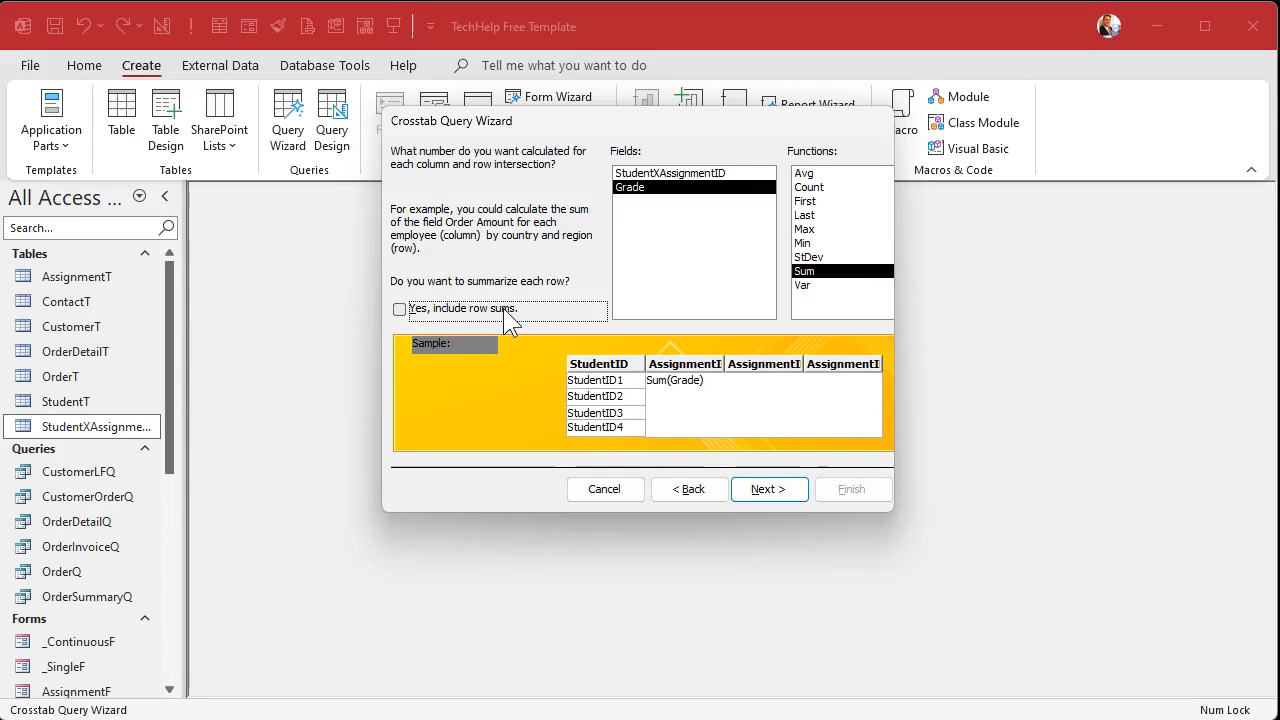 TechHelp Free Template
File Home Create External Data Database Tools Help Tell me what you want to do
Application Parts
Table
Table Design
SharePoint Lists
Query Wizard
Query Design
Form Wizard
Report Wizard
Module
Class Module
Visual Basic
Templates
Tables
Queries
Macro & Code
All Access ...
Search...
Tables
AssignmentT
ContactT
CustomerT
OrderDetailT
OrderT
StudentT
StudentXAssignme...
Queries
CustomerLFQ
CustomerOrderQ
OrderDetailQ
OrderInvoiceQ
OrderQ
OrderSummaryQ
Forms
_ContinuousF
_SingleF
AssignmentF
Crosstab Query Wizard
What number do you want calculated for
each column and row intersection?
For example, you could calculate the sum
of the field Order Amount for each
employee (column) by country and region
(row).
Do you want to summarize each row?
Yes, include row sums.
Fields:
StudentXAssignmentID
Grade
Functions:
Avg
Count
First
Last
Max
Min
StDev
Sum
Var
Sample:
StudentID AssignmentI AssignmentI AssignmentI
StudentID1 Sum(Grade)
StudentID2
StudentID3
StudentID4
Cancel < Back Next > Finish
Crosstab Query Wizard
Num Lock